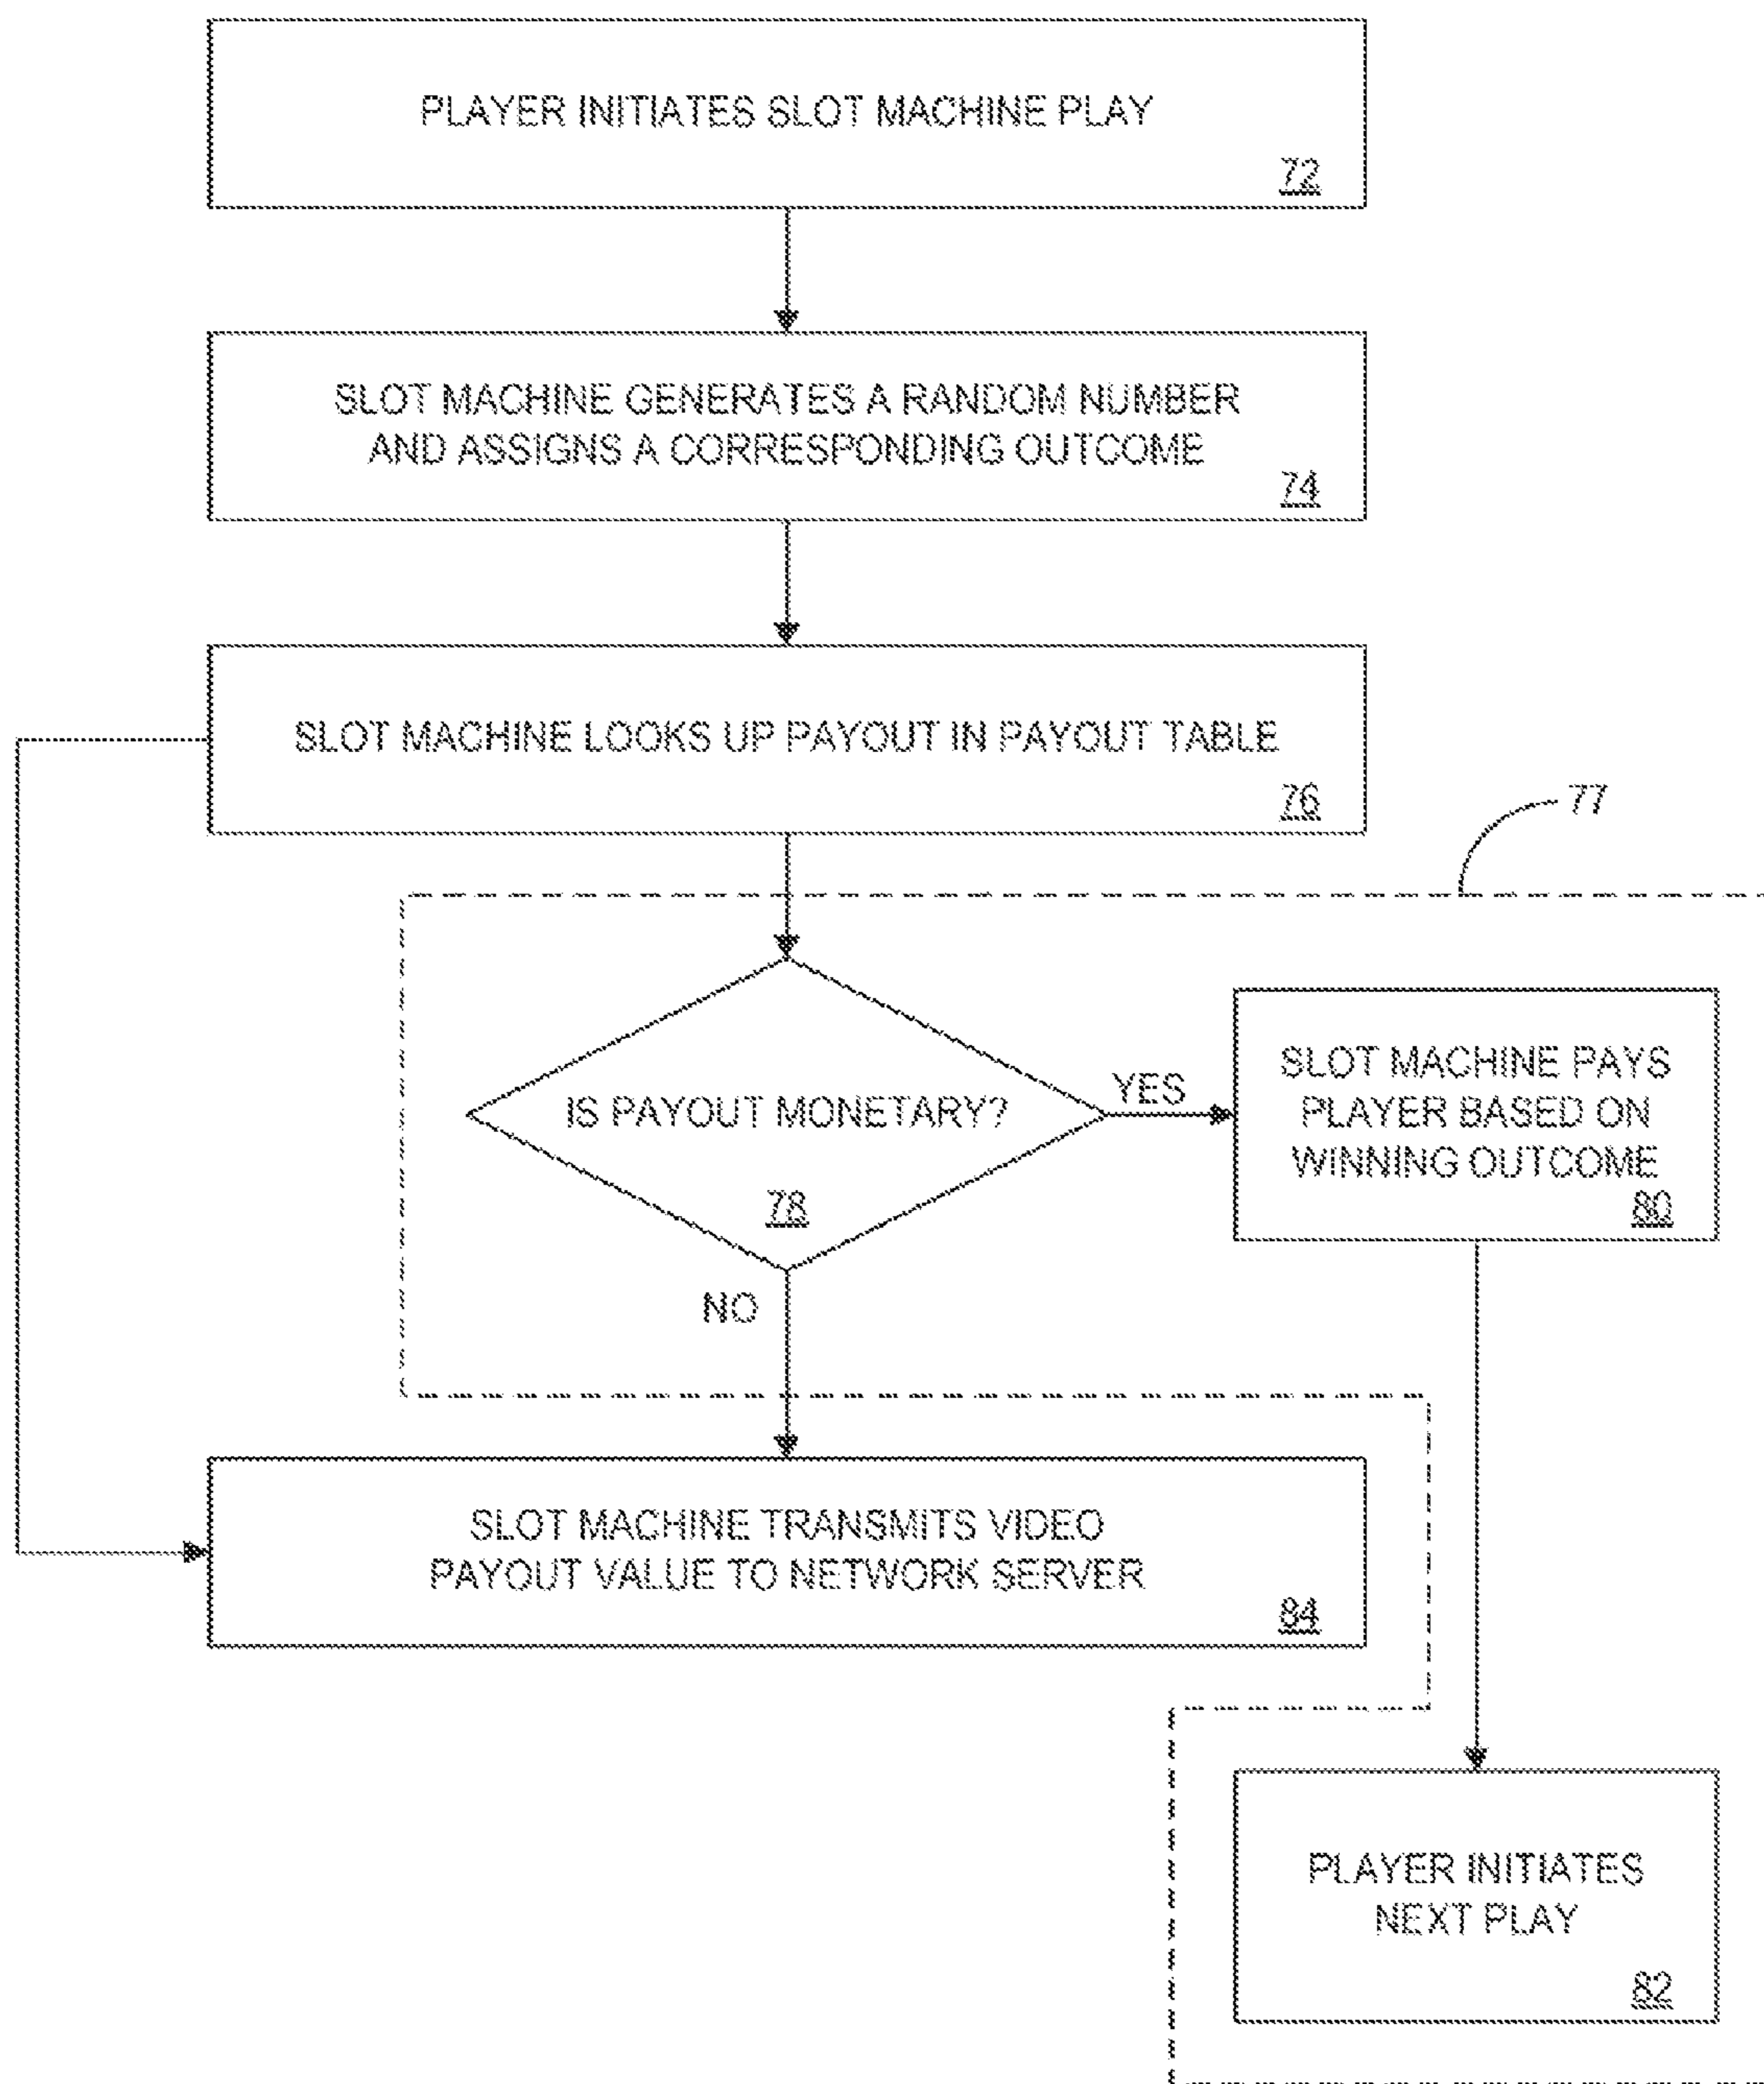 PLAYER INITIATES SLOT MACHINE PLAY
72
SLOT MACHINE GENERATES A RANDOM NUMBER
AND ASSIGNS A CORRESPONDING OUTCOME
74
SLOT MACHINE LOOKS UP PAYOUT IN PAYOUT TABLE
76
77
IS PAYOUT MONETARY?
78
YES
SLOT MACHINE PAYS
PLAYER BASED ON
WINNING OUTCOME
80
NO
SLOT MACHINE TRANSMITS VIDEO
PAYOUT VALUE TO NETWORK SERVER
84
PLAYER INITIATES
NEXT PLAY
82